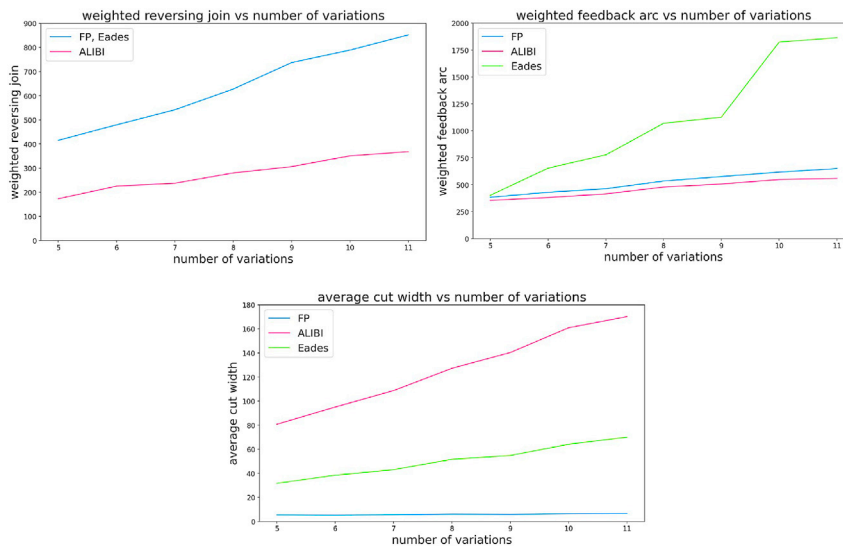 weighted reversing join vs number of variations
900
800
700
600
500
400
300
200
100
0
weighted reversing join
FP, Eades
ALIBI
5 6 7 8 9 10 11
number of variations
weighted feedback arc vs number of variations
2000
1750
1500
1250
1000
750
500
250
0
weighted feedback arc
FP
ALIBI
Eades
5 6 7 8 9 10 11
number of variations
average cut width vs number of variations
180
160
140
120
100
80
60
40
20
0
average cut width
FP
ALIBI
Eades
5 6 7 8 9 10 11
number of variations